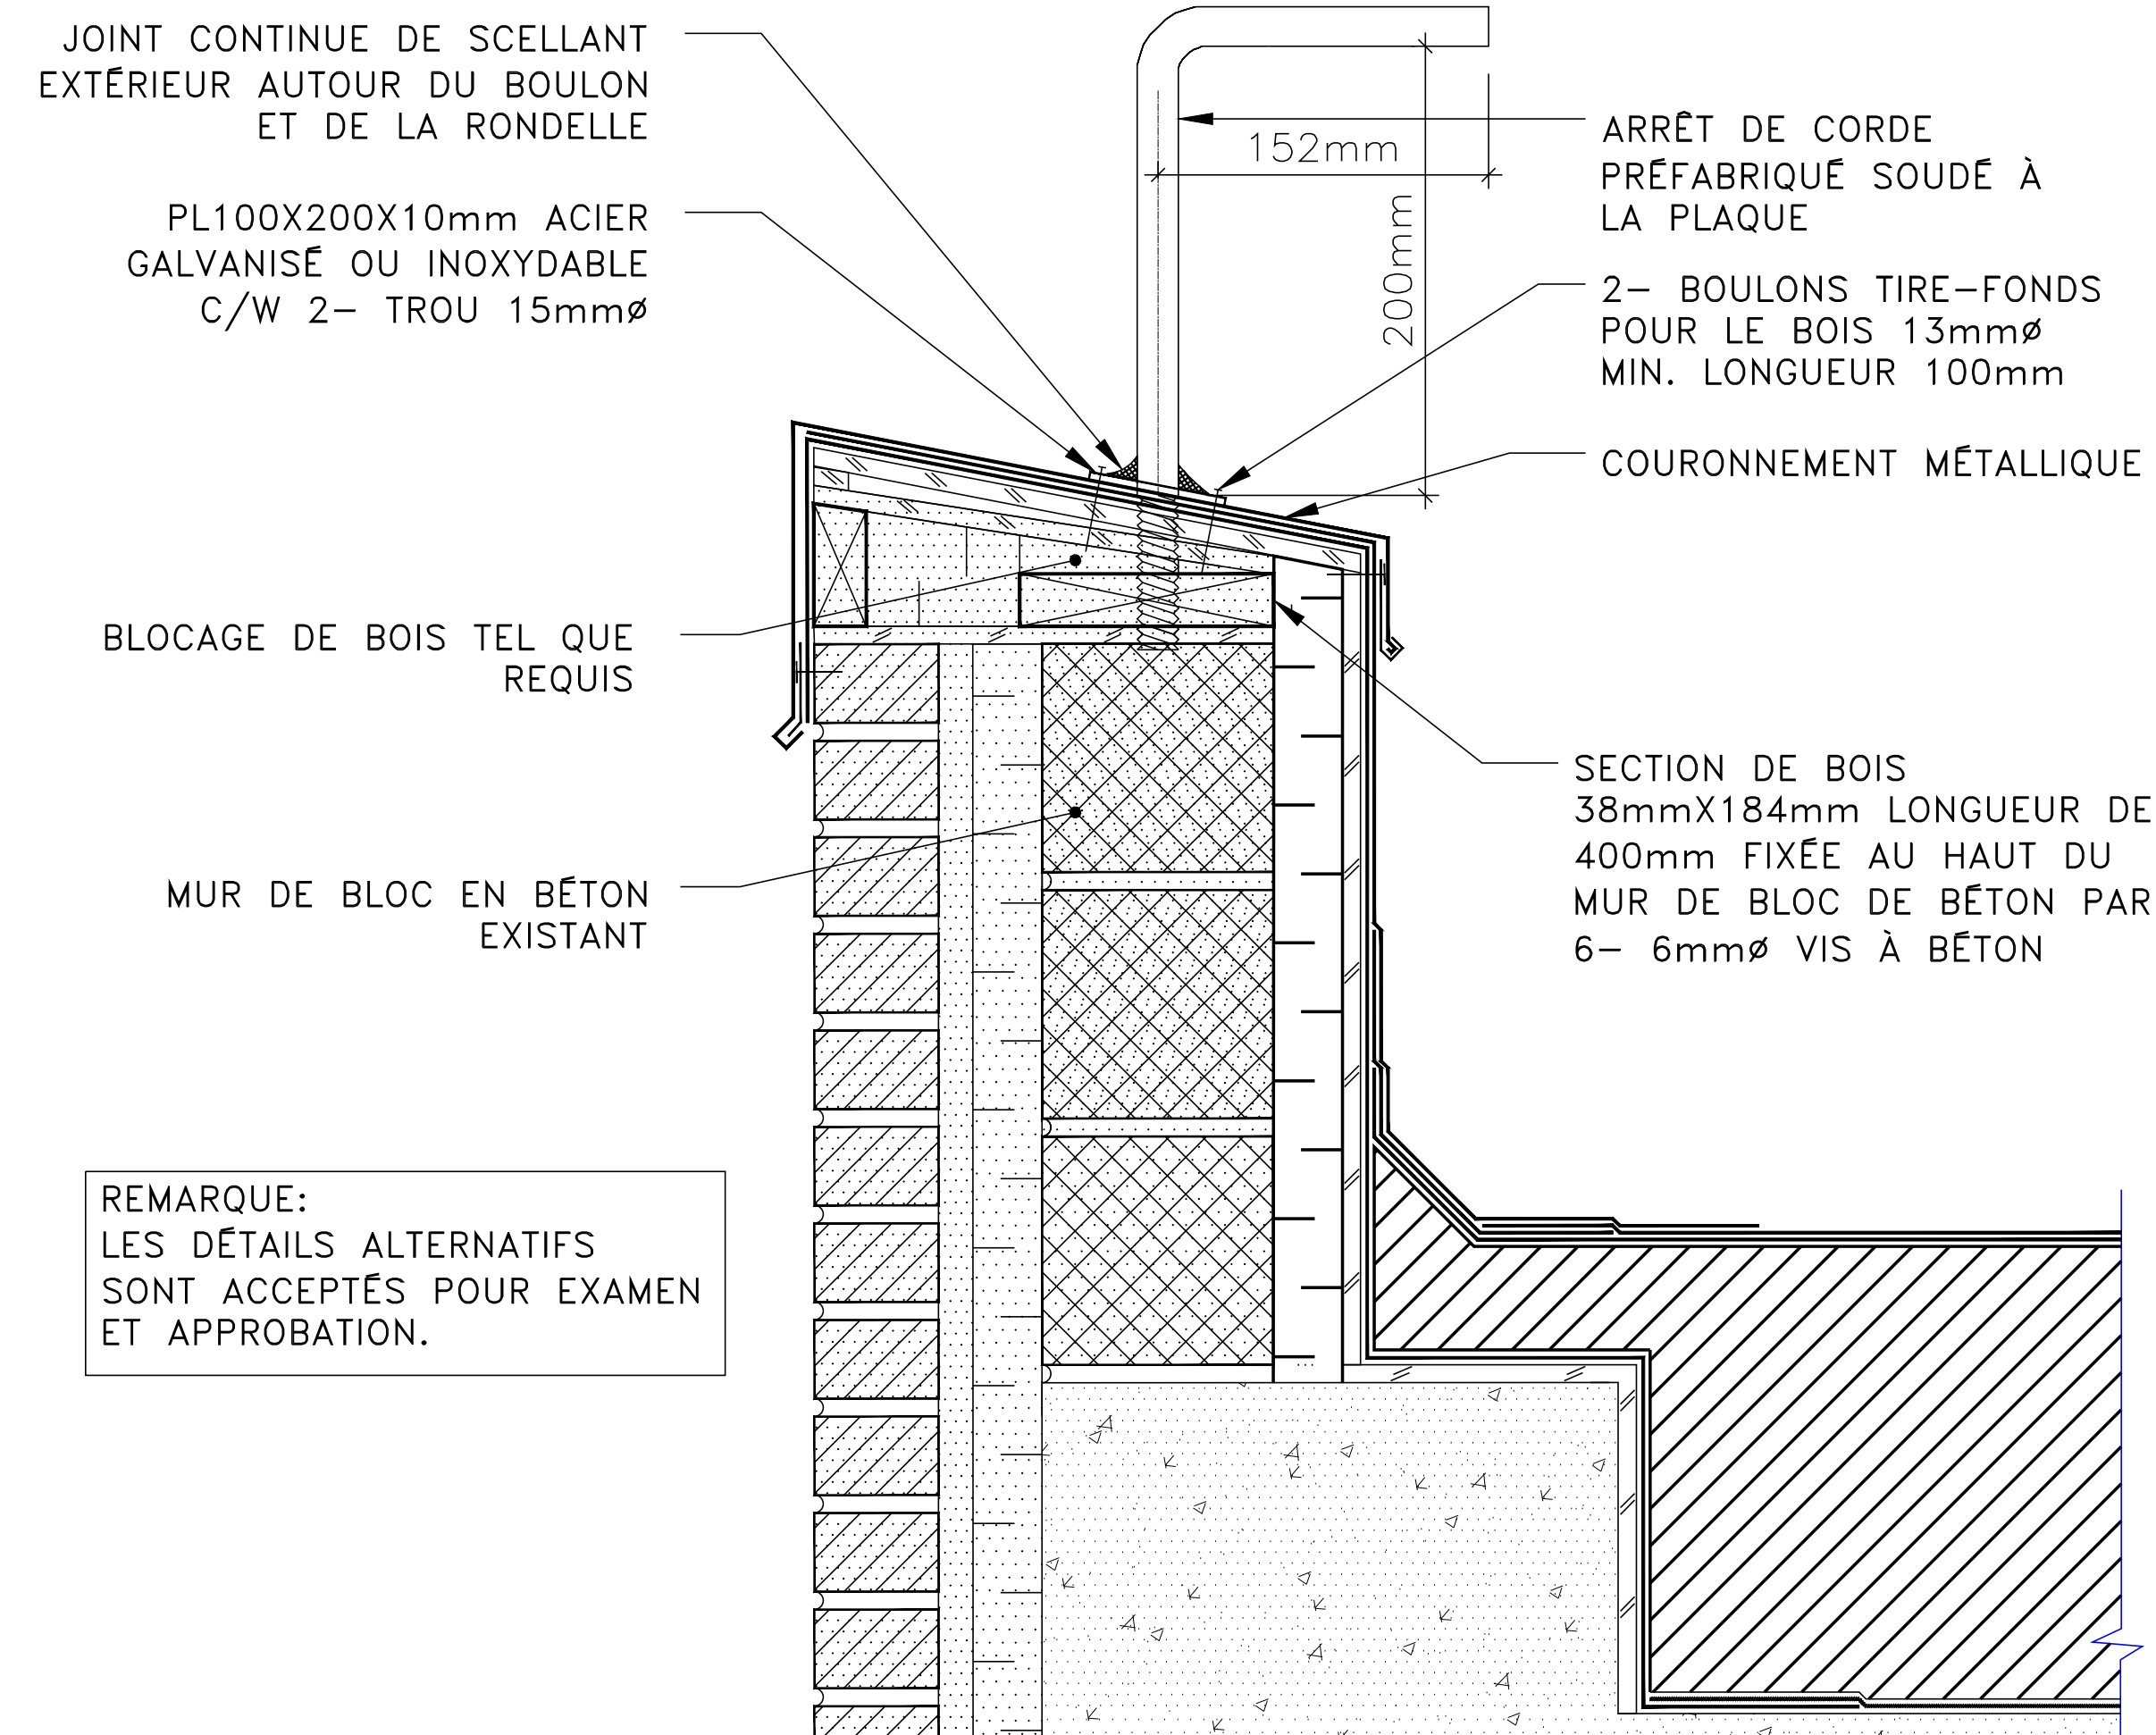 JOINT CONTINUE DE SCELLANT
EXTÉRIEUR AUTOUR DU BOULON
ET DE LA RONDELLE
PL100X200X10mm ACIER
GALVANISÉ OU INOXYDABLE
C/W 2- TROU 15mmø
BLOCAGE DE BOIS TEL QUE
REQUIS
MUR DE BLOC EN BÉTON
EXISTANT
REMARQUE:
LES DÉTAILS ALTERNATIFS
SONT ACCEPTÉS POUR EXAMEN
ET APPROBATION.
152mm
200mm
ARRÊT DE CORDE
PRÉFABRIQUÉ SOUDÉ À
LA PLAQUE
2- BOULONS TIRE-FONDS
POUR LE BOIS 13mmø
MIN. LONGUEUR 100mm
COURONNEMENT MÉTALLIQUE
SECTION DE BOIS
38mmX184mm LONGUEUR DE
400mm FIXÉE AU HAUT DU
MUR DE BLOC DE BÉTON PAR
6- 6mmø VIS À BÉTON